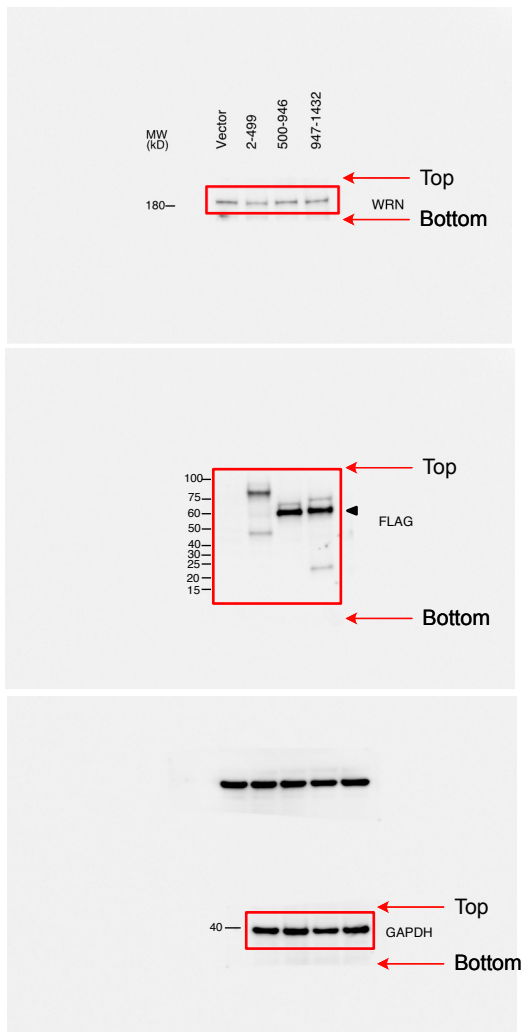 MW
(kD)
Vector
2-499
500-946
947-1432
Top
180
WRN
Bottom
Top
100
75
60
50
40
30
25
20
15
FLAG
Bottom
Top
40
GAPDH
Bottom